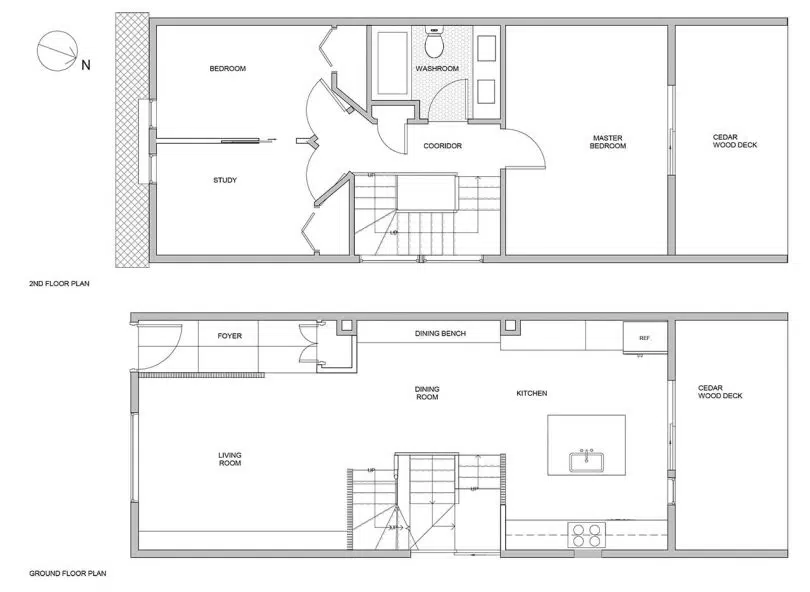 N
BEDROOM
WASHROOM
COORIDOR
MASTER
BEDROOM
CEDAR
WOOD DECK
STUDY
UP
UP
2ND FLOOR PLAN
FOYER
DINING BENCH
REF.
DINING
ROOM
KITCHEN
CEDAR
WOOD DECK
LIVING
ROOM
UP
UP
UP
GROUND FLOOR PLAN